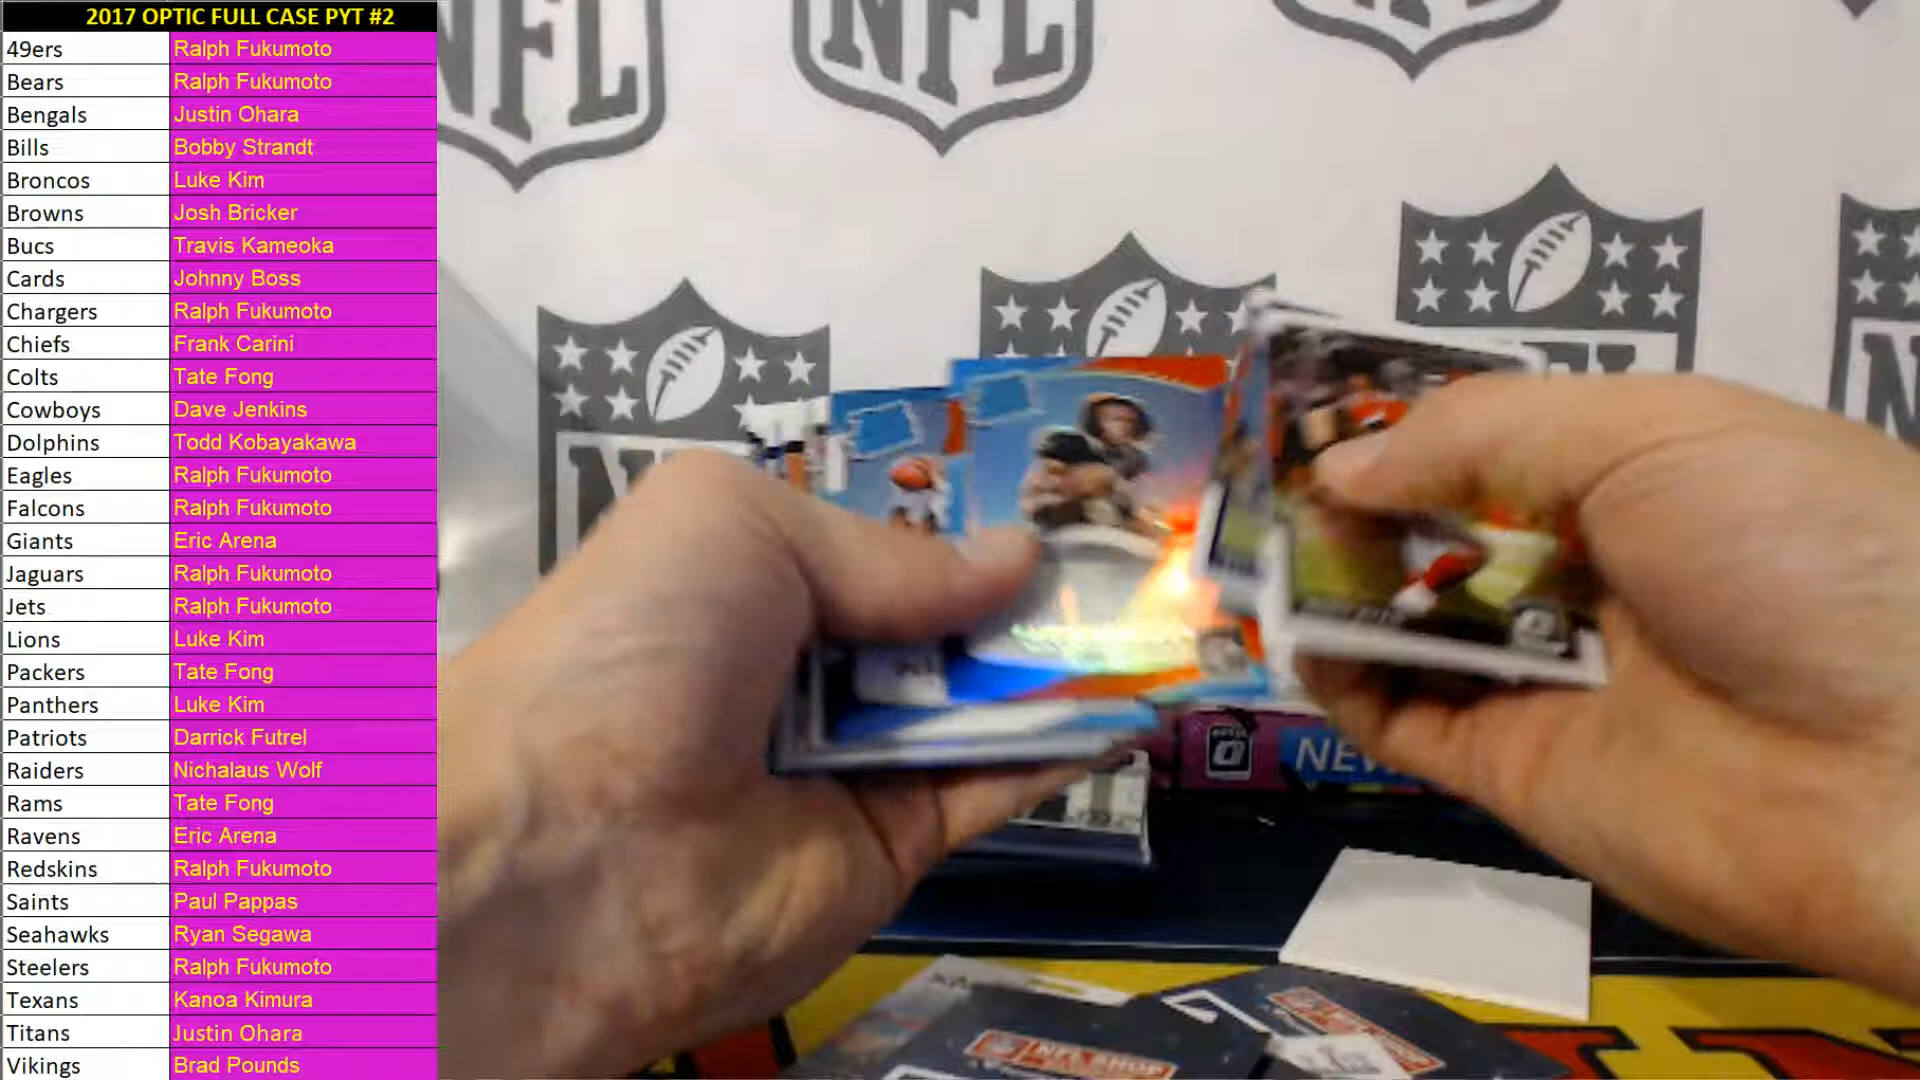 2017 OPTIC FULL CASE PYT #2
49ers Ralph Fukumoto
Bears Ralph Fukumoto
Bengals Justin Ohara
Bills Bobby Strandt
Broncos Luke Kim
Browns Josh Bricker
Bucs Travis Kameoka
Cards Johnny Boss
Chargers Ralph Fukumoto
Chiefs Frank Carini
Colts Tate Fong
Cowboys Dave Jenkins
Dolphins Todd Kobayakawa
Eagles Ralph Fukumoto
Falcons Ralph Fukumoto
Giants Eric Arena
Jaguars Ralph Fukumoto
Jets Ralph Fukumoto
Lions Luke Kim
Packers Tate Fong
Panthers Luke Kim
Patriots Darrick Futrel
Raiders Nichalaus Wolf
Rams Tate Fong
Ravens Eric Arena
Redskins Ralph Fukumoto
Saints Paul Pappas
Seahawks Ryan Segawa
Steelers Ralph Fukumoto
Texans Kanoa Kimura
Titans Justin Ohara
Vikings Brad Pounds
NFL
NFL
NFL SHOP